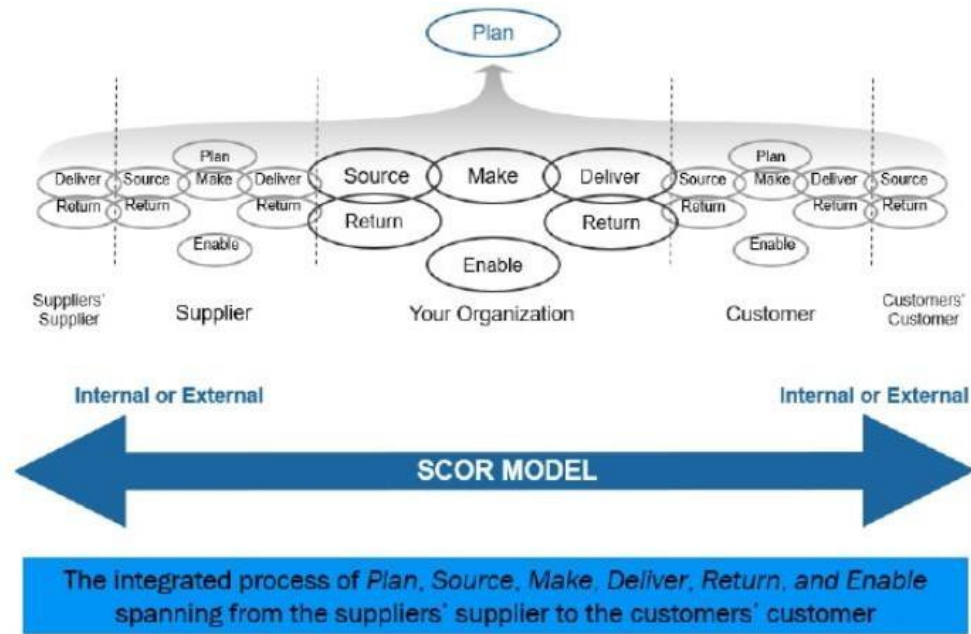 Plan
Plan
Plan
Deliver Source Make Deliver Source Make Deliver Source Make Deliver Source
Return Return Return Return Return Return Return Return
Enable Enable Enable
Suppliers' Supplier Supplier Your Organization Customer Customers' Customer
Internal or External Internal or External
SCOR MODEL
The integrated process of Plan, Source, Make, Deliver, Return, and Enable
spanning from the suppliers' supplier to the customers' customer